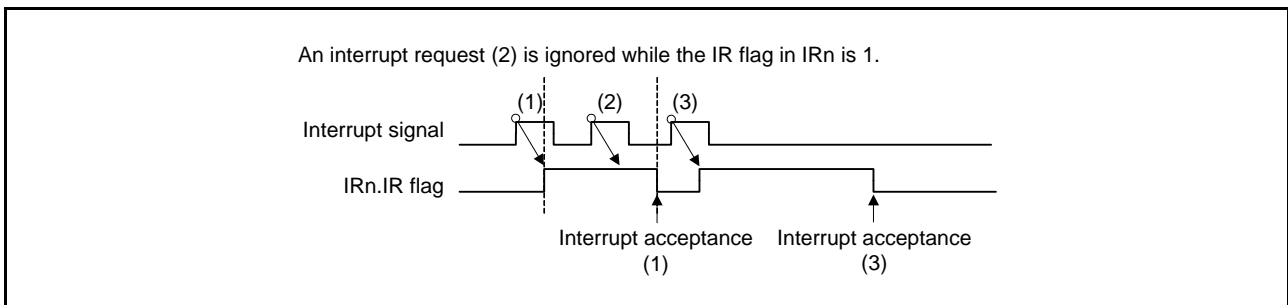 An interrupt request (2) is ignored while the IR flag in IRn is 1.
(1) (2) (3)
Interrupt signal
IRn.IR flag
Interrupt acceptance Interrupt acceptance
(1) (3)